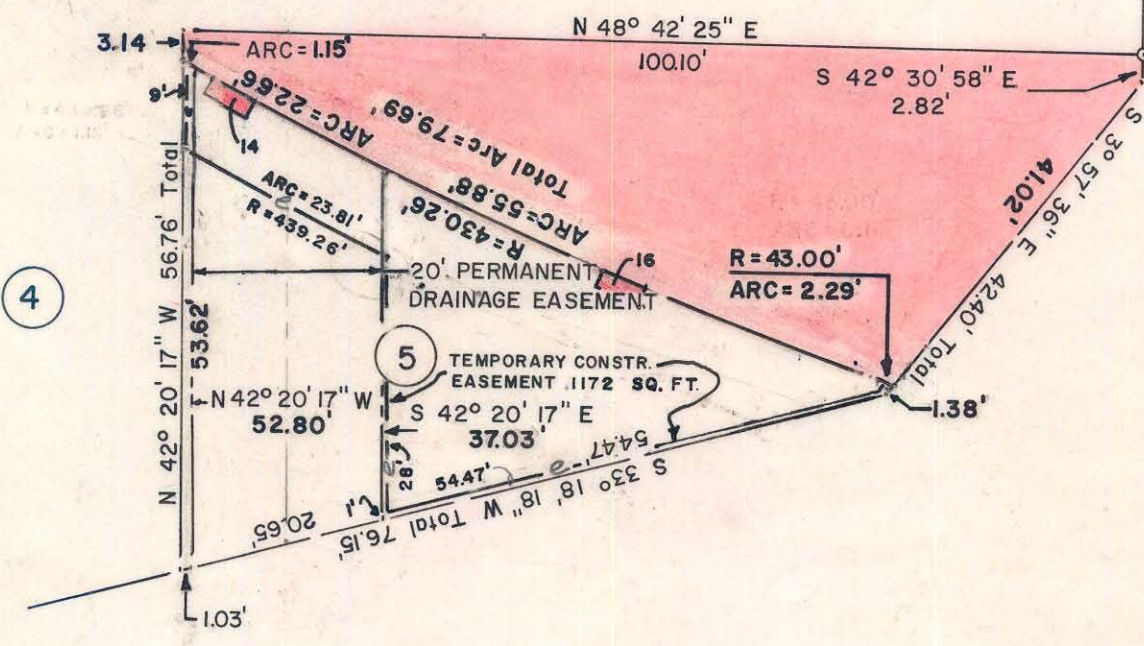 N 48° 42' 25" E
100.10'
3.14
ARC = 1.15'
S 42° 30' 58" E
2.82'
9'
ARC = 22.66'
Total Arc = 79.69'
14
S 3° 57' 36" E 42.40' Total
41.02'
ARC = 23.81'
R = 439.26'
ARC = 55.88'
R = 430.26'
16
R = 43.00'
ARC = 2.29'
20' PERMANENT
DRAINAGE EASEMENT
4
N 42° 20' 17" W 56.76' Total
53.62'
5
TEMPORARY CONSTR.
EASEMENT 1172 SQ. FT.
N 42° 20' 17" W
52.80'
S 42° 20' 17" E
37.03'
1.38'
28'
54.47'
54.47'
S 33° 18' 18" W Total 76.15'
1'
20.65'
1.03'